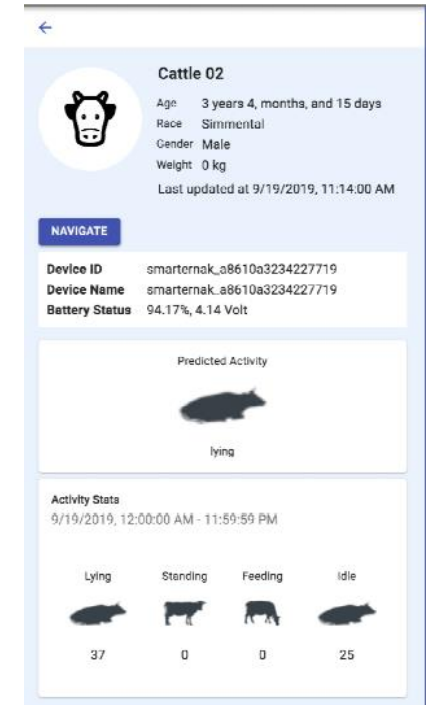 Cattle 02
Age 3 years 4, months, and 15 days
Race Simmental
Gender Male
Weight 0 kg
Last updated at 9/19/2019, 11:14:00 AM
NAVIGATE
Device ID smarternak_a8610a3234227719
Device Name smarternak_a8610a3234227719
Battery Status 94.17%, 4.14 Volt
Predicted Activity
lying
Activity Stats
9/19/2019, 12:00:00 AM - 11:59:59 PM
Lying Standing Feeding Idle
37 0 0 25